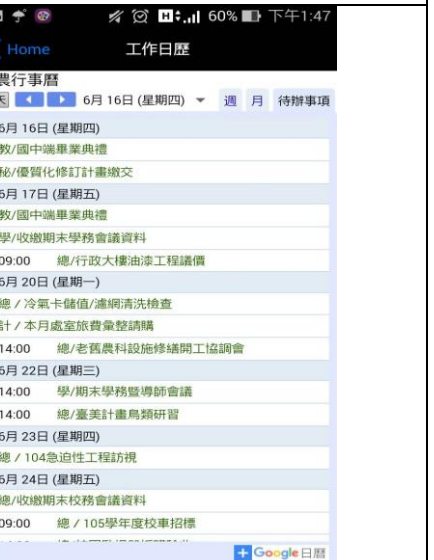 60% 下午1:47
Home 工作日歷
農行事曆
6月 16日 (星期四) 週 月 待辦事項
6月 16日 (星期四)
教/國中端畢業典禮
秘/優質化修訂計畫繳交
6月 17日 (星期五)
教/國中端畢業典禮
學/收繳期末學務會議資料
09:00 總/行政大樓油漆工程議價
6月 20日 (星期一)
總 / 冷氣卡儲值/濾網清洗檢查
計 / 本月處室旅費彙整請購
14:00 總/老舊農科設施修繕開工協調會
6月 22日 (星期三)
14:00 學/期末學務暨導師會議
14:00 總/臺美計畫鳥類研習
6月 23日 (星期四)
總 / 104急迫性工程訪視
6月 24日 (星期五)
總/收繳期末校務會議資料
09:00 總 / 105學年度校車招標
Google 日曆